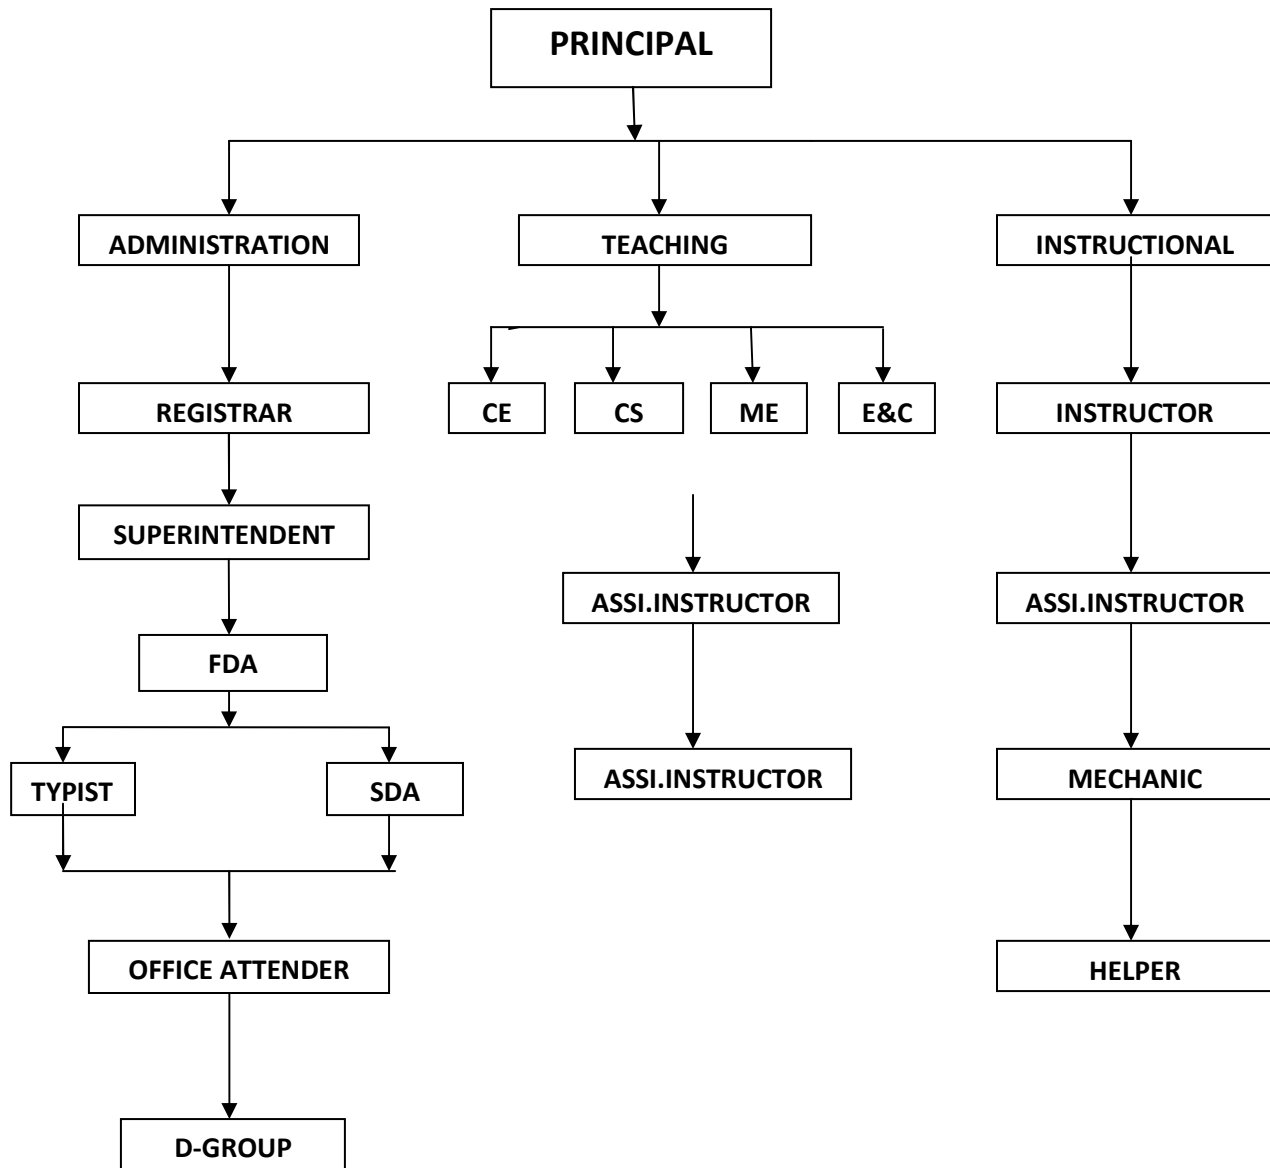 PRINCIPAL
ADMINISTRATION
TEACHING
INSTRUCTIONAL
REGISTRAR
CE
CS
ME
E&C
INSTRUCTOR
SUPERINTENDENT
ASSI.INSTRUCTOR
ASSI.INSTRUCTOR
FDA
TYPIST
SDA
ASSI.INSTRUCTOR
MECHANIC
OFFICE ATTENDER
HELPER
D-GROUP